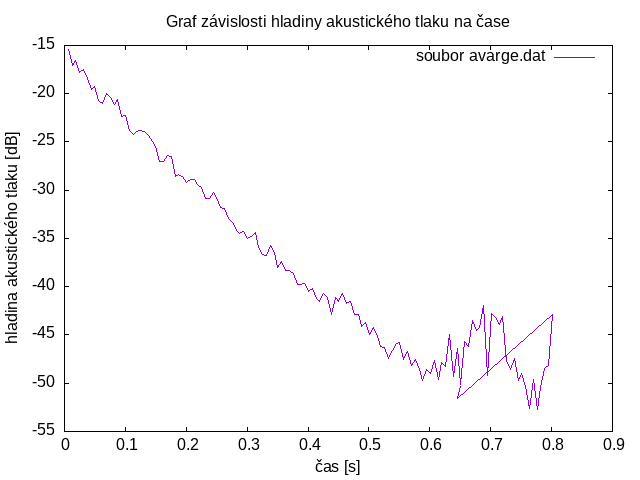 Graf závislosti hladiny akustického tlaku na čase
soubor avarge.dat
hladina akustického tlaku [dB]
-15
-20
-25
-30
-35
-40
-45
-50
-55
0 0.1 0.2 0.3 0.4 0.5 0.6 0.7 0.8 0.9
čas [s]